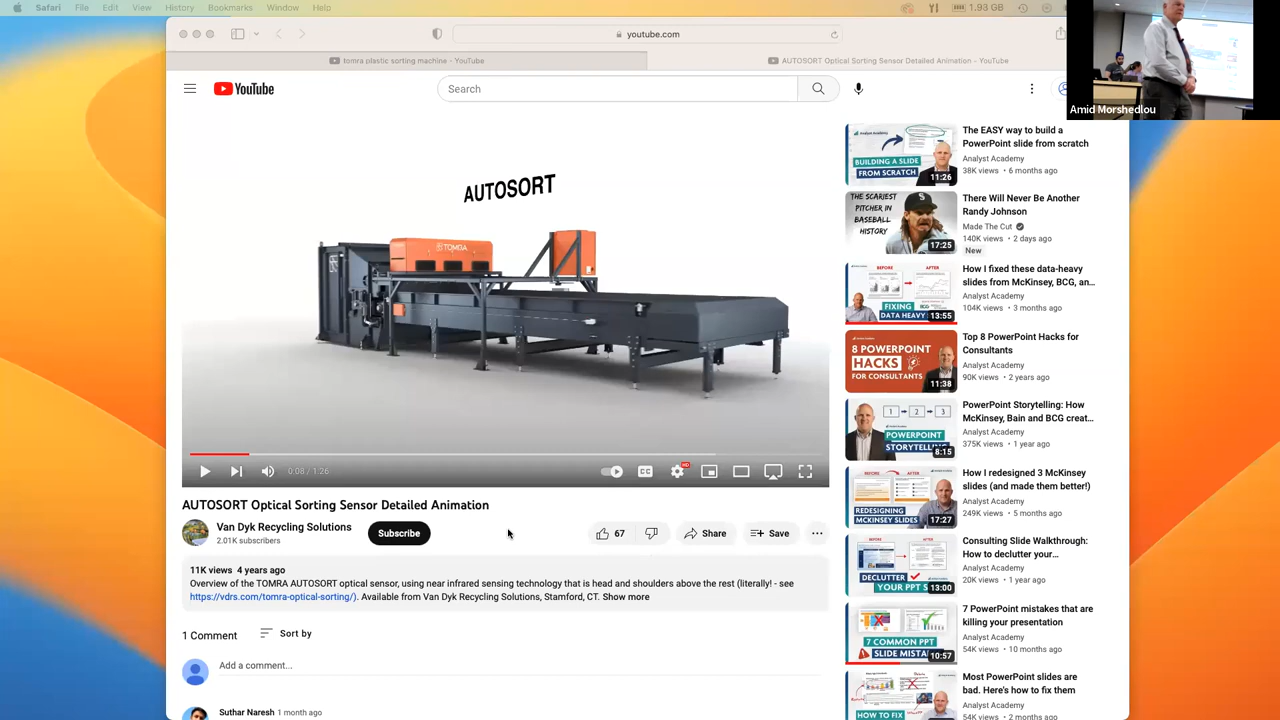 Safari File Edit View History Bookmarks Window Help
1.93 GB
youtube.com
tomra plastic sorting machine - YouTube
AUTOSORT Optical Sorting Sensor Detailed Animation - YouTube
Amid Morshedlou
YouTube
Search
AUTOSORT
TOMRA
0:08 / 1:26
CC
HD
AUTOSORT Optical Sorting Sensor Detailed Animation
Van Dyk Recycling Solutions
2.01K subscribers
Subscribe
67
Share
Save
11K views 4 years ago
Overview of the TOMRA AUTOSORT optical sensor, using near infrared sensing technology that is head and shoulders above the rest (literally! - see
https://vdrs.com/tomra-optical-sorting/). Available from Van Dyk Recycling Solutions, Stamford, CT. Show more
1 Comment
Sort by
Add a comment...
Suthar Naresh 1 month ago
Analyst Academy
BUILDING A SLIDE
FROM SCRATCH
11:26
The EASY way to build a
PowerPoint slide from scratch
Analyst Academy
38K views • 6 months ago
THE SCARIEST
PITCHER IN
BASEBALL
HISTORY
S
17:25
There Will Never Be Another
Randy Johnson
Made The Cut
140K views • 2 days ago
New
BEFORE
AFTER
FIXING
DATA HEAVY
13:55
How I fixed these data-heavy
slides from McKinsey, BCG, an...
Analyst Academy
104K views • 3 months ago
8 POWERPOINT
HACKS
FOR CONSULTANTS
11:38
Top 8 PowerPoint Hacks for
Consultants
Analyst Academy
90K views • 2 years ago
1 2 3
POWERPOINT
STORYTELLING
8:15
PowerPoint Storytelling: How
McKinsey, Bain and BCG creat...
Analyst Academy
375K views • 1 year ago
BEFORE
AFTER
REDESIGNING
MCKINSEY SLIDES
17:27
How I redesigned 3 McKinsey
slides (and made them better!)
Analyst Academy
249K views • 5 months ago
BEFORE
AFTER
DECLUTTER
YOUR PPT S
13:00
Consulting Slide Walkthrough:
How to declutter your...
Analyst Academy
20K views • 1 year ago
7 COMMON PPT
SLIDE MISTA
10:57
7 PowerPoint mistakes that are
killing your presentation
Analyst Academy
54K views • 10 months ago
HOW TO FIX
Most PowerPoint slides are
bad. Here's how to fix them
Analyst Academy
54K views • 2 months ago